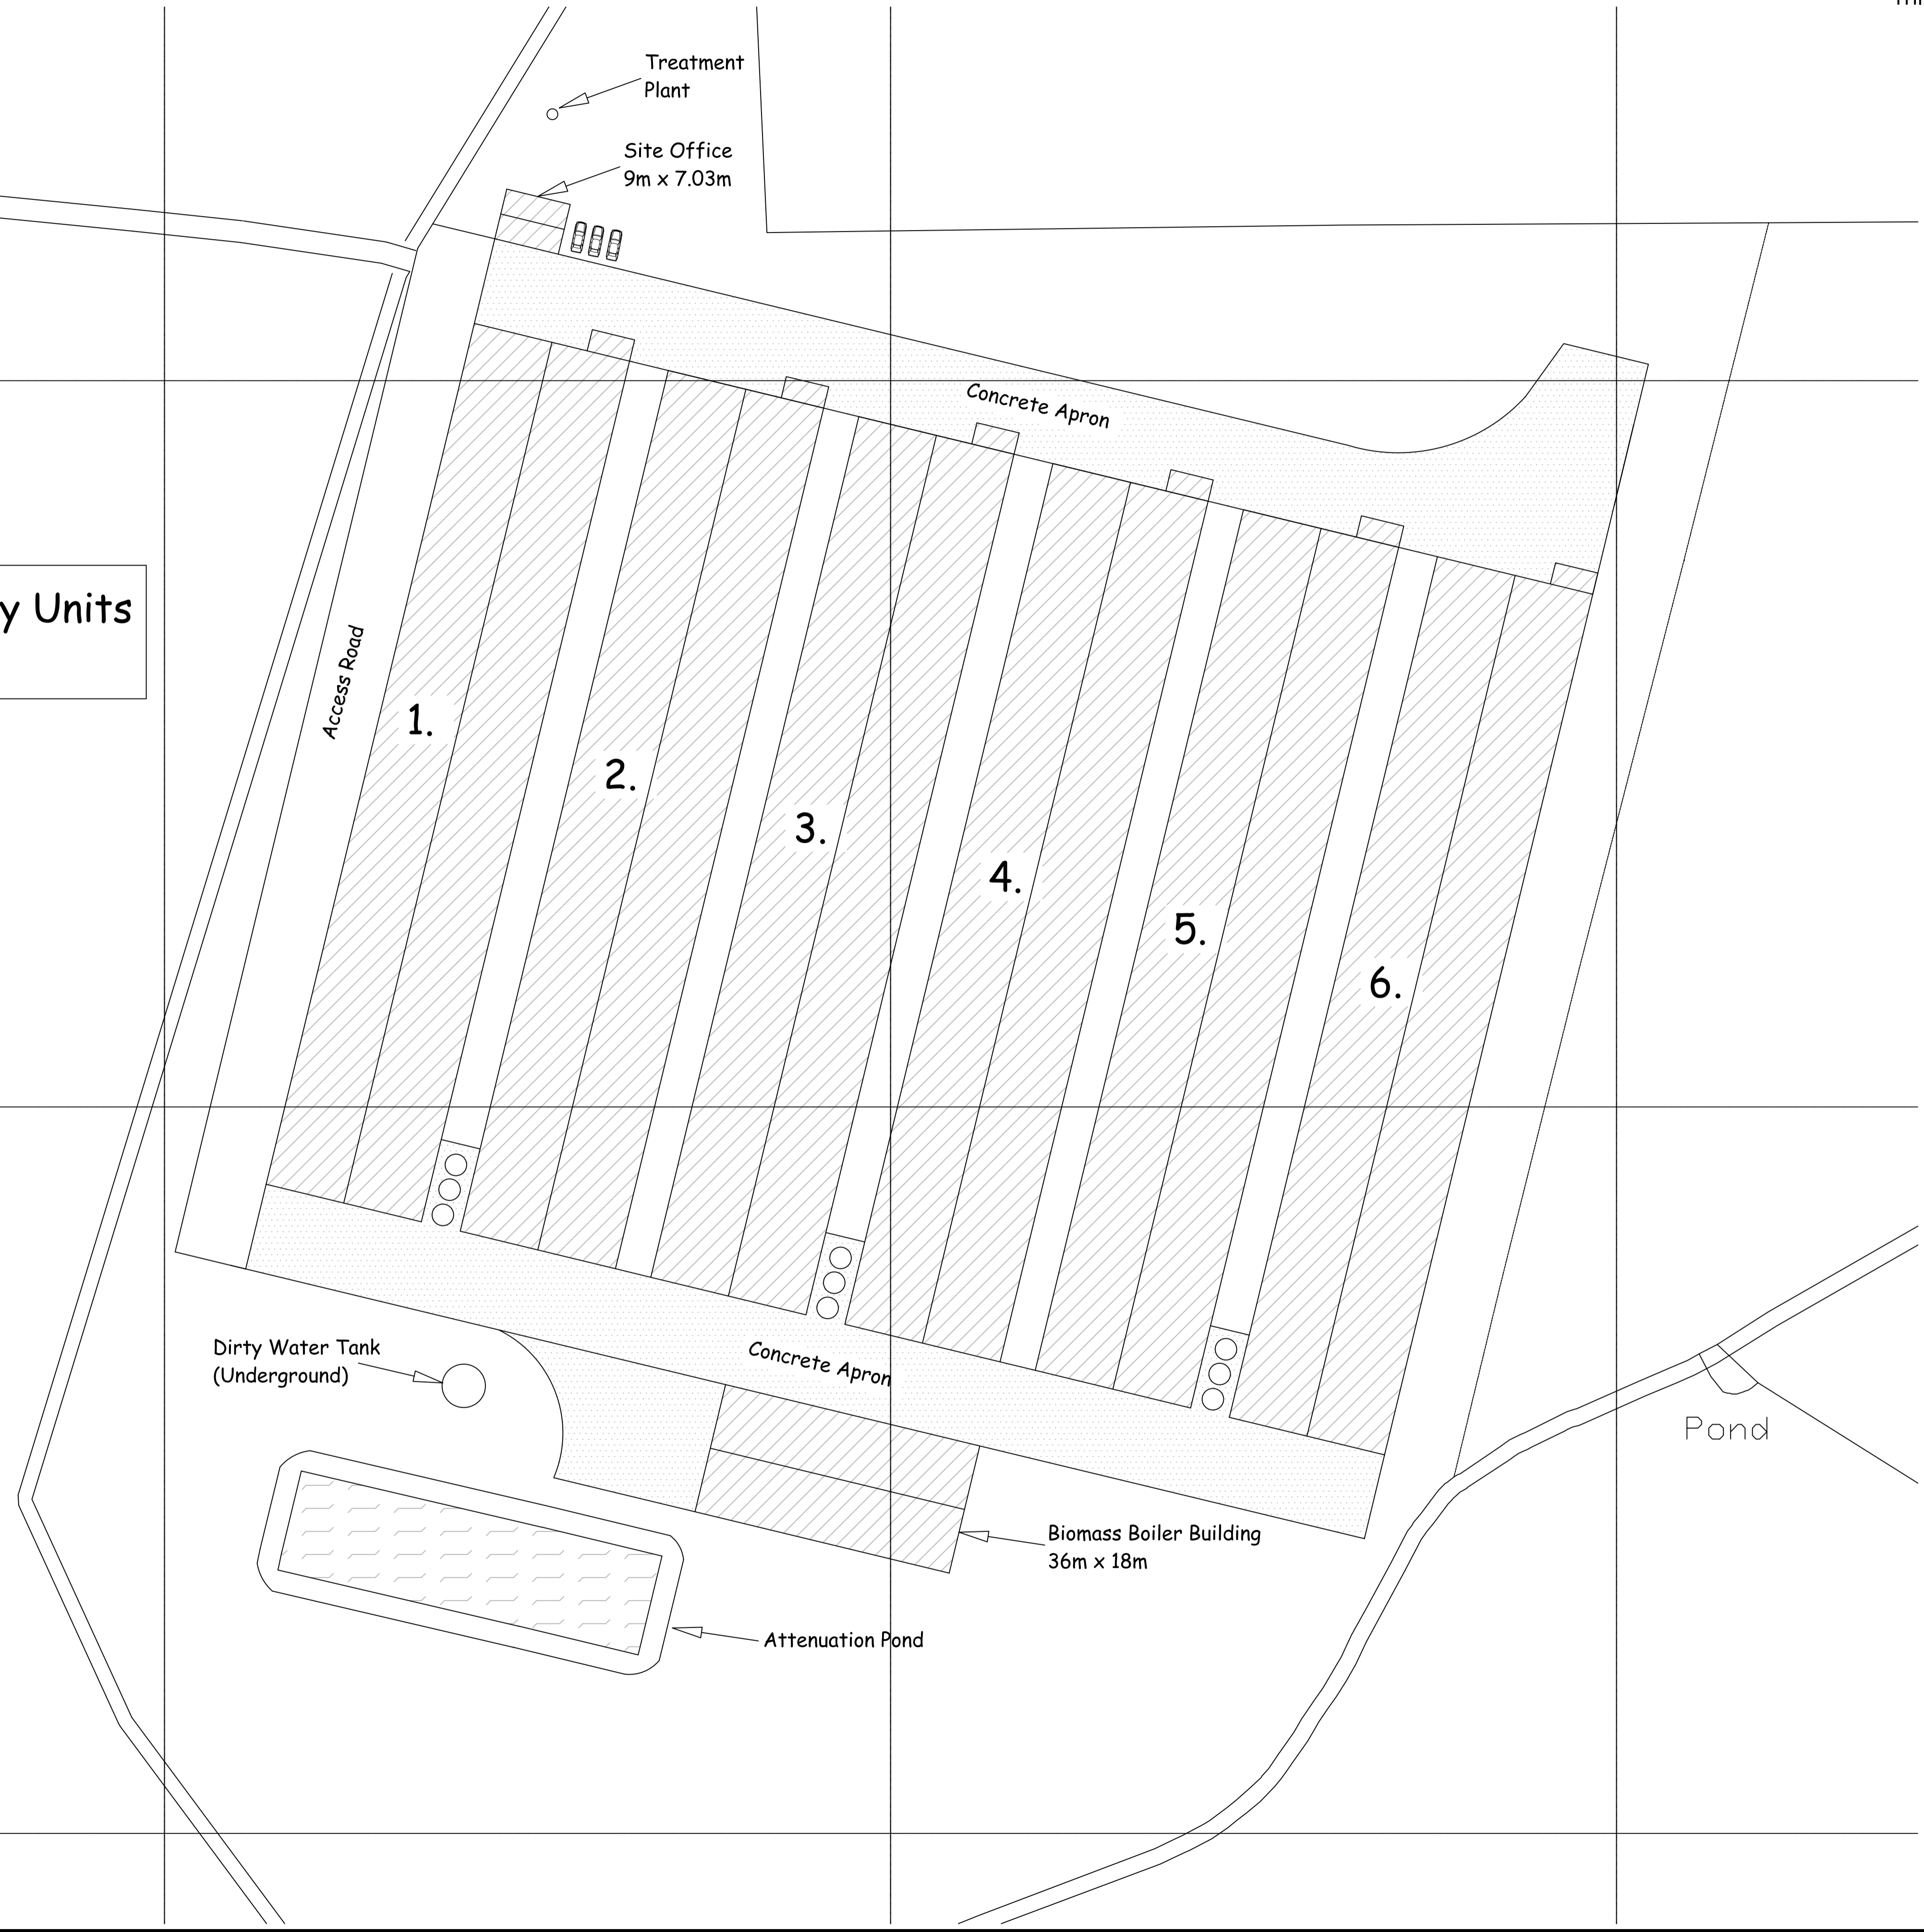 Treatment
Plant
Site Office
9m x 7.03m
Concrete Apron
y Units
Access Road
1.
2.
3.
4.
5.
6.
Dirty Water Tank
(Underground)
Concrete Apron
Pond
Biomass Boiler Building
36m x 18m
Attenuation Pond